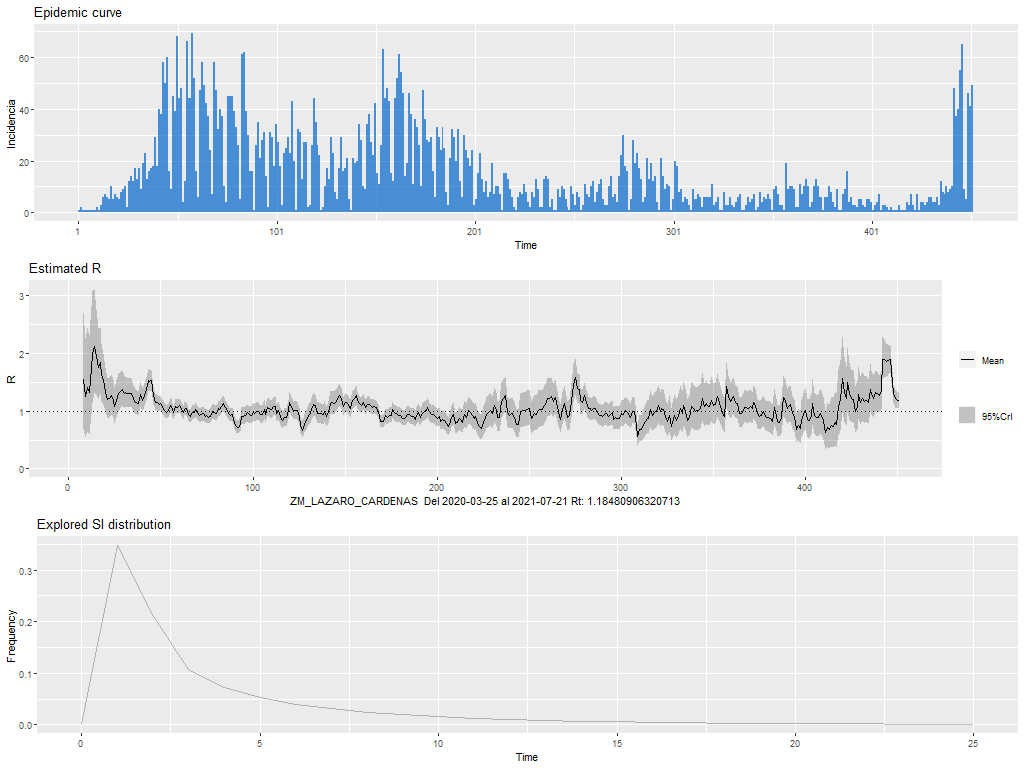 Epidemic curve
Incidencia
60
40
20
0
1
101
201
301
401
Time
Estimated R
R
3
2
1
0
0
100
200
300
400
Mean
95%CrI
ZM_LAZARO_CARDENAS Del 2020-03-25 al 2021-07-21 Rt: 1.18480906320713
Explored SI distribution
Frequency
0.3
0.2
0.1
0.0
0
5
10
15
20
25
Time